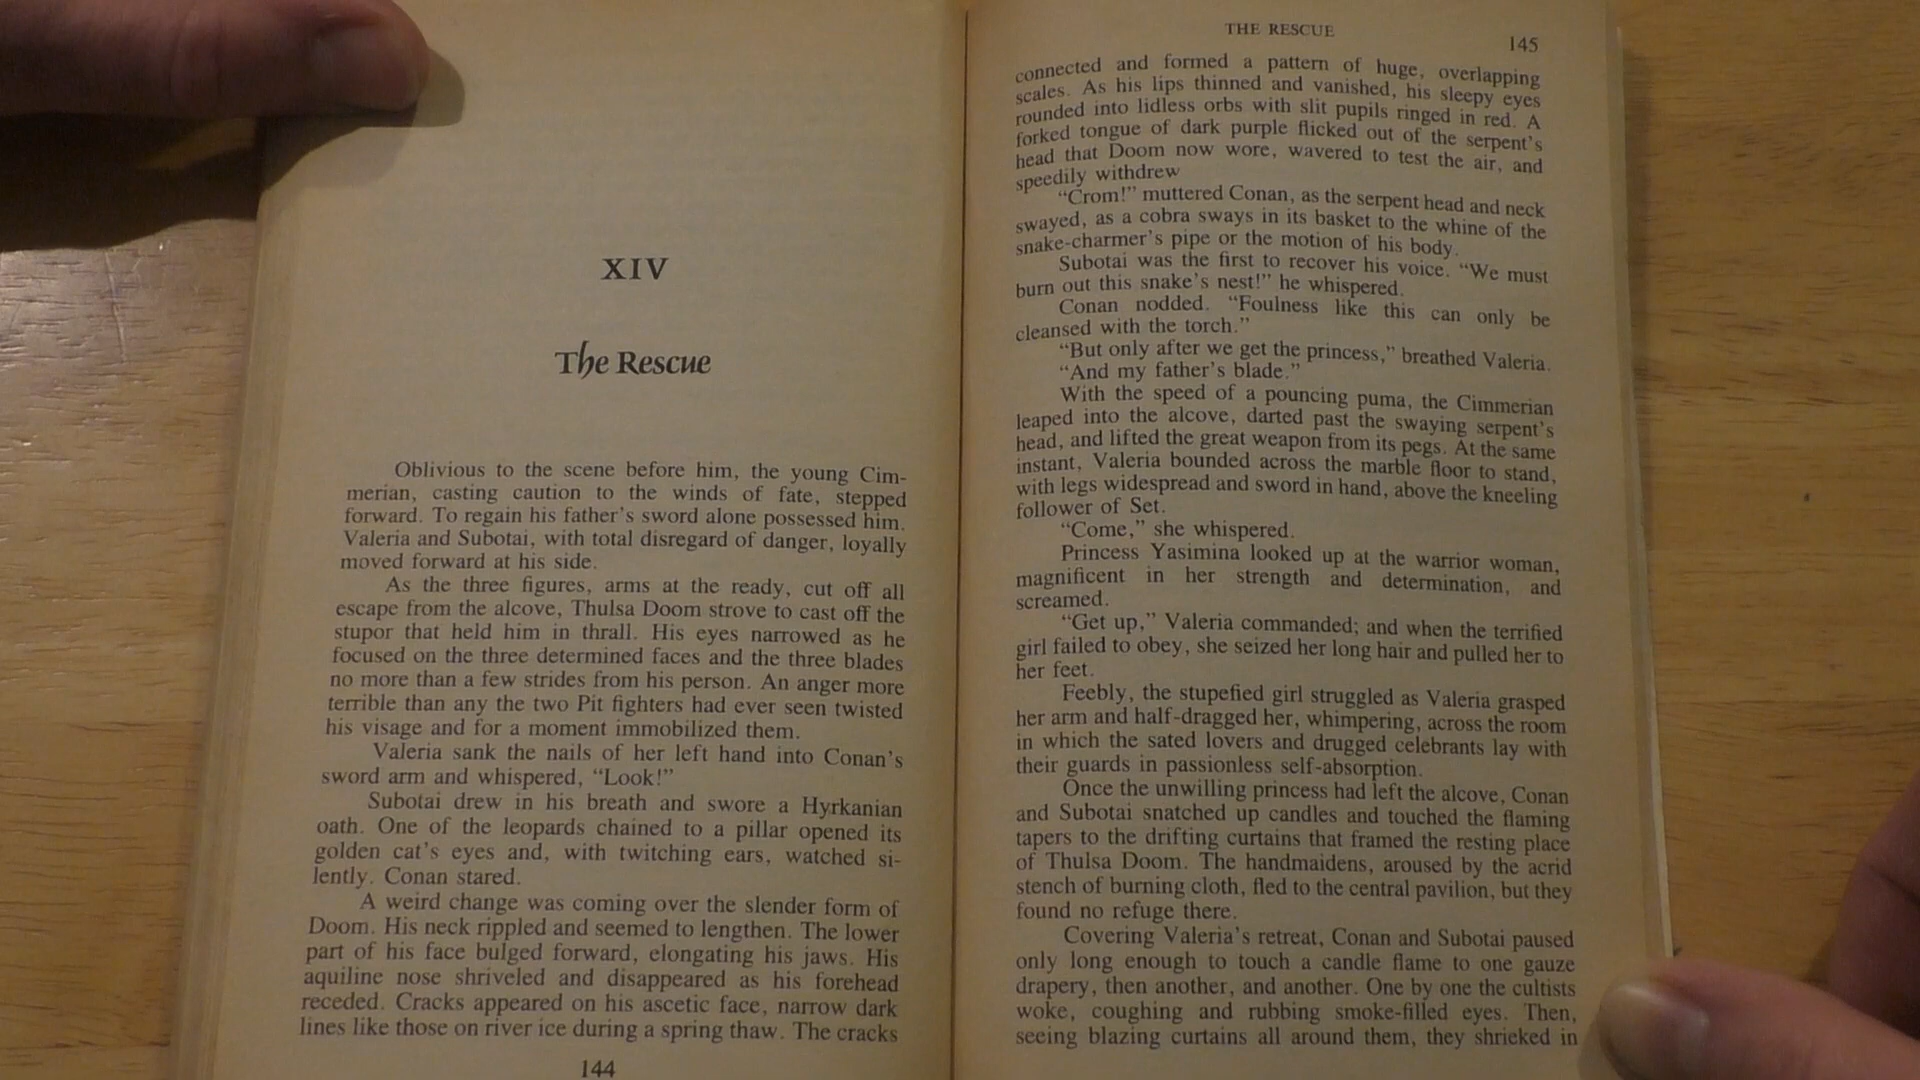 XIV
The Rescue
Oblivious to the scene before him, the young Cim-
merian, casting caution to the winds of fate, stepped
forward. To regain his father's sword alone possessed him.
Valeria and Subotai, with total disregard of danger, loyally
moved forward at his side.
As the three figures, arms at the ready, cut off all
escape from the alcove, Thulsa Doom strove to cast off the
stupor that held him in thrall. His eyes narrowed as he
focused on the three determined faces and the three blades
no more than a few strides from his person. An anger more
terrible than any the two Pit fighters had ever seen twisted
his visage and for a moment immobilized them.
Valeria sank the nails of her left hand into Conan's
sword arm and whispered, "Look!"
Subotai drew in his breath and swore a Hyrkanian
oath. One of the leopards chained to a pillar opened its
golden cat's eyes and, with twitching ears, watched si-
lently. Conan stared.
A weird change was coming over the slender form of
Doom. His neck rippled and seemed to lengthen. The lower
part of his face bulged forward, elongating his jaws. His
aquiline nose shriveled and disappeared as his forehead
receded. Cracks appeared on his ascetic face, narrow dark
lines like those on river ice during a spring thaw. The cracks
144
THE RESCUE
145
connected and formed a pattern of huge, overlapping
scales. As his lips thinned and vanished, his sleepy eyes
rounded into lidless orbs with slit pupils ringed in red. A
forked tongue of dark purple flicked out of the serpent's
head that Doom now wore, wavered to test the air, and
speedily withdrew
"Crom!" muttered Conan, as the serpent head and neck
swayed, as a cobra sways in its basket to the whine of the
snake-charmer's pipe or the motion of his body.
Subotai was the first to recover his voice. "We must
burn out this snake's nest!" he whispered.
Conan nodded. "Foulness like this can only be
cleansed with the torch."
"But only after we get the princess," breathed Valeria.
"And my father's blade."
With the speed of a pouncing puma, the Cimmerian
leaped into the alcove, darted past the swaying serpent's
head, and lifted the great weapon from its pegs. At the same
instant, Valeria bounded across the marble floor to stand,
with legs widespread and sword in hand, above the kneeling
follower of Set.
"Come," she whispered.
Princess Yasimina looked up at the warrior woman,
magnificent in her strength and determination, and
screamed.
"Get up," Valeria commanded; and when the terrified
girl failed to obey, she seized her long hair and pulled her to
her feet.
Feebly, the stupefied girl struggled as Valeria grasped
her arm and half-dragged her, whimpering, across the room
in which the sated lovers and drugged celebrants lay with
their guards in passionless self-absorption.
Once the unwilling princess had left the alcove, Conan
and Subotai snatched up candles and touched the flaming
tapers to the drifting curtains that framed the resting place
of Thulsa Doom. The handmaidens, aroused by the acrid
stench of burning cloth, fled to the central pavilion, but they
found no refuge there.
Covering Valeria's retreat, Conan and Subotai paused
only long enough to touch a candle flame to one gauze
drapery, then another, and another. One by one the cultists
woke, coughing and rubbing smoke-filled eyes. Then,
seeing blazing curtains all around them, they shrieked in